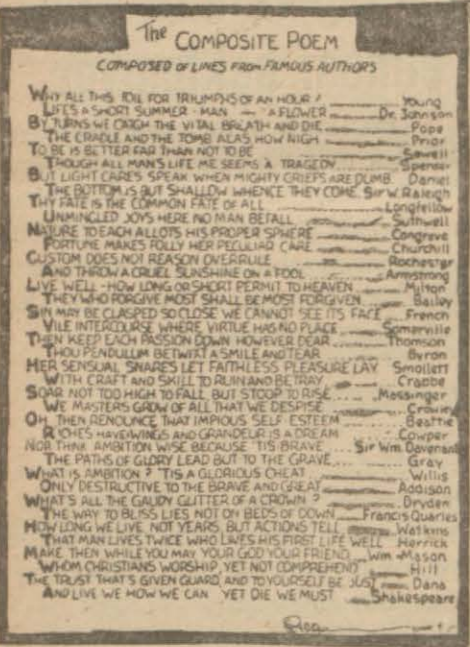 The
COMPOSITE POEM
COMPOSED OF LINES FROM FAMOUS AUTHORS
WHY ALL THIS TOIL FOR TRIUMPHS OF AN HOUR? Young
LIFE'S A SHORT SUMMER - MAN - A FLOWER Dr. Johnson
BY TURNS WE CATCH THE VITAL BREATH AND DIE Pope
THE CRADLE AND THE TOMB ALAS HOW NIGH Prior
TO BE IS BETTER FAR THAN NOT TO BE Sewell
THOUGH ALL MAN'S LIFE ME SEEMS A TRAGEDY Spenser
BUT LIGHT CARES SPEAK WHEN MIGHTY GRIEFS ARE DUMB Daniel
THE BOTTOM IS BUT SHALLOW WHENCE THEY COME Sir W. Raleigh
THY FATE IS THE COMMON FATE OF ALL Longfellow
UNMINGLED JOYS HERE NO MAN BEFALL Suthwell
NATURE TO EACH ALLOTS HIS PROPER SPHERE Congreve
FORTUNE MAKES FOLLY HER PECULIAR CARE Churchill
CUSTOM DOES NOT REASON OVERRULE Rochester
AND THROW A CRUEL SUNSHINE ON A FOOL Armstrong
LIVE WELL - HOW LONG OR SHORT PERMIT TO HEAVEN Milton
THEY WHO FORGIVE MOST SHALL BE MOST FORGIVEN Bailey
SIN MAY BE CLASPED SO CLOSE WE CANNOT SEE ITS FACE French
VILE INTERCOURSE WHERE VIRTUE HAS NO PLACE Somerville
THEN KEEP EACH PASSION DOWN HOWEVER DEAR Thomson
THOU PENDULUM BETWIXT A SMILE AND TEAR Byron
HER SENSUAL SNARES LET FAITHLESS PLEASURE LAY Smollett
WITH CRAFT AND SKILL TO RUIN AND BETRAY Crabbe
SOAR NOT TOO HIGH TO FALL, BUT STOOP TO RISE Massinger
WE MASTERS GROW OF ALL THAT WE DESPISE Crowley
OH, THEN RENOUNCE THAT IMPIOUS SELF ESTEEM Beattie
RICHES HAVE WINGS AND GRANDEUR IS A DREAM Cowper
NOR THINK AMBITION WISE BECAUSE 'TIS BRAVE Sir Wm. Davenant
THE PATHS OF GLORY LEAD BUT TO THE GRAVE Gray
WHAT IS AMBITION? 'TIS A GLORIOUS CHEAT Willis
ONLY DESTRUCTIVE TO THE BRAVE AND GREAT Addison
WHAT'S ALL THE GAUDY GLITTER OF A CROWN? Dryden
THE WAY TO BLISS LIES NOT ON BEDS OF DOWN Francis Quarles
HOW LONG WE LIVE NOT YEARS, BUT ACTIONS TELL Watkins
THAT MAN LIVES TWICE WHO LIVES HIS FIRST LIFE WELL Herrick
MAKE THEN WHILE YOU MAY YOUR GOD YOUR FRIEND Wm Mason
WHOM CHRISTIANS WORSHIP, YET NOT COMPREHEND Hill
THE TRUST THAT'S GIVEN GUARD, AND TO YOURSELF BE JUST Dana
AND LIVE WE HOW WE CAN YET DIE WE MUST Shakespeare